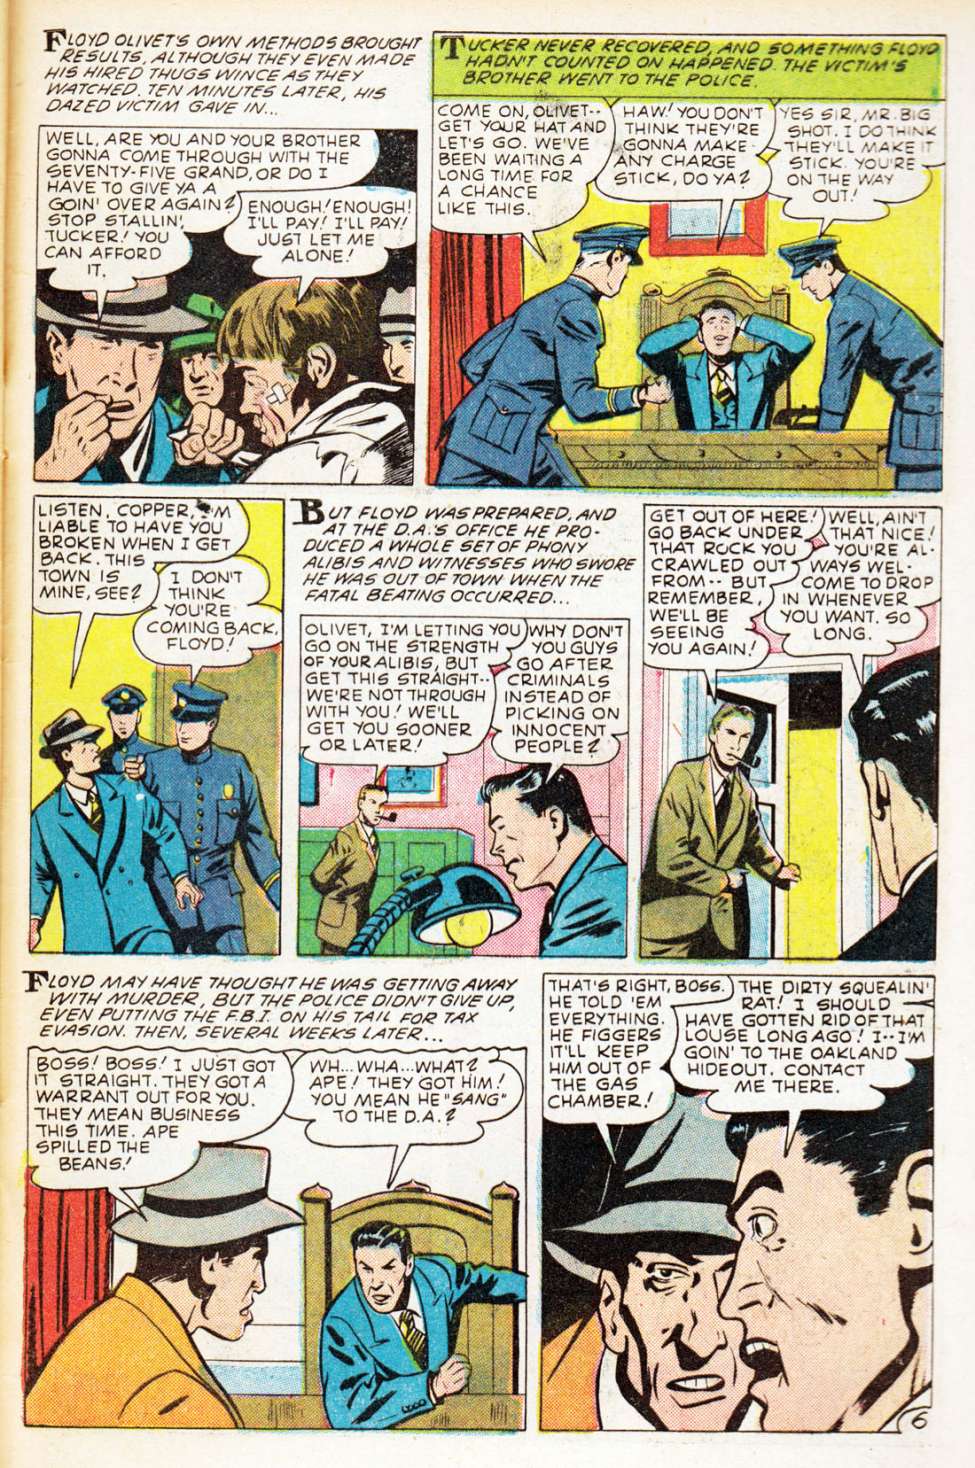 FLOYD OLIVET'S OWN METHODS BROUGHT
RESULTS, ALTHOUGH THEY EVEN MADE
HIS HIRED THUGS WINCE AS THEY
WATCHED. TEN MINUTES LATER, HIS
DAZED VICTIM GAVE IN...
WELL, ARE YOU AND YOUR BROTHER
GONNA COME THROUGH WITH THE
SEVENTY-FIVE GRAND, OR DO I
HAVE TO GIVE YA A
GOIN' OVER AGAIN?
STOP STALLIN',
TUCKER! YOU
CAN AFFORD
IT.
ENOUGH! ENOUGH!
I'LL PAY! I'LL PAY!
JUST LET ME
ALONE!
TUCKER NEVER RECOVERED, AND SOMETHING FLOYD
HADN'T COUNTED ON HAPPENED. THE VICTIM'S
BROTHER WENT TO THE POLICE.
COME ON, OLIVET--
GET YOUR HAT AND
LET'S GO. WE'VE
BEEN WAITING A
LONG TIME FOR
A CHANCE
LIKE THIS.
HAW! YOU DON'T
THINK THEY'RE
GONNA MAKE
ANY CHARGE
STICK, DO YA?
YES SIR, MR. BIG
SHOT. I DO THINK
THEY'LL MAKE IT
STICK. YOU'RE
ON THE WAY
OUT!
LISTEN, COPPER, I'M
LIABLE TO HAVE YOU
BROKEN WHEN I GET
BACK. THIS
TOWN IS
MINE, SEE?
I DON'T
THINK
YOU'RE
COMING BACK,
FLOYD!
BUT FLOYD WAS PREPARED, AND
AT THE D.A.'S OFFICE HE PRO-
DUCED A WHOLE SET OF PHONY
ALIBIS AND WITNESSES WHO SWORE
HE WAS OUT OF TOWN WHEN THE
FATAL BEATING OCCURRED...
OLIVET, I'M LETTING YOU
GO ON THE STRENGTH
OF YOUR ALIBIS, BUT
GET THIS STRAIGHT--
WE'RE NOT THROUGH
WITH YOU! WE'LL
GET YOU SOONER
OR LATER!
WHY DON'T
YOU GUYS
GO AFTER
CRIMINALS
INSTEAD OF
PICKING ON
INNOCENT
PEOPLE?
GET OUT OF HERE!
GO BACK UNDER
THAT ROCK YOU
CRAWLED OUT
FROM-- BUT
REMEMBER,
WE'LL BE
SEEING
YOU AGAIN!
WELL, AIN'T
THAT NICE!
YOU'RE AL-
WAYS WEL-
COME TO DROP
IN WHENEVER
YOU WANT. SO
LONG.
FLOYD MAY HAVE THOUGHT HE WAS GETTING AWAY
WITH MURDER, BUT THE POLICE DIDN'T GIVE UP,
EVEN PUTTING THE F.B.I. ON HIS TAIL FOR TAX
EVASION. THEN, SEVERAL WEEKS LATER...
BOSS! BOSS! I JUST GOT
IT STRAIGHT. THEY GOT A
WARRANT OUT FOR YOU.
THEY MEAN BUSINESS
THIS TIME. APE
SPILLED THE
BEANS!
WH...WHA...WHAT?
APE! THEY GOT HIM!
YOU MEAN HE "SANG"
TO THE D.A.?
THAT'S RIGHT, BOSS.
HE TOLD 'EM
EVERYTHING.
HE FIGGERS
IT'LL KEEP
HIM OUT OF
THE GAS
CHAMBER!
THE DIRTY SQUEALIN'
RAT! I SHOULD
HAVE GOTTEN RID OF THAT
LOUSE LONG AGO! I--I'M
GOIN' TO THE OAKLAND
HIDEOUT. CONTACT
ME THERE.
6